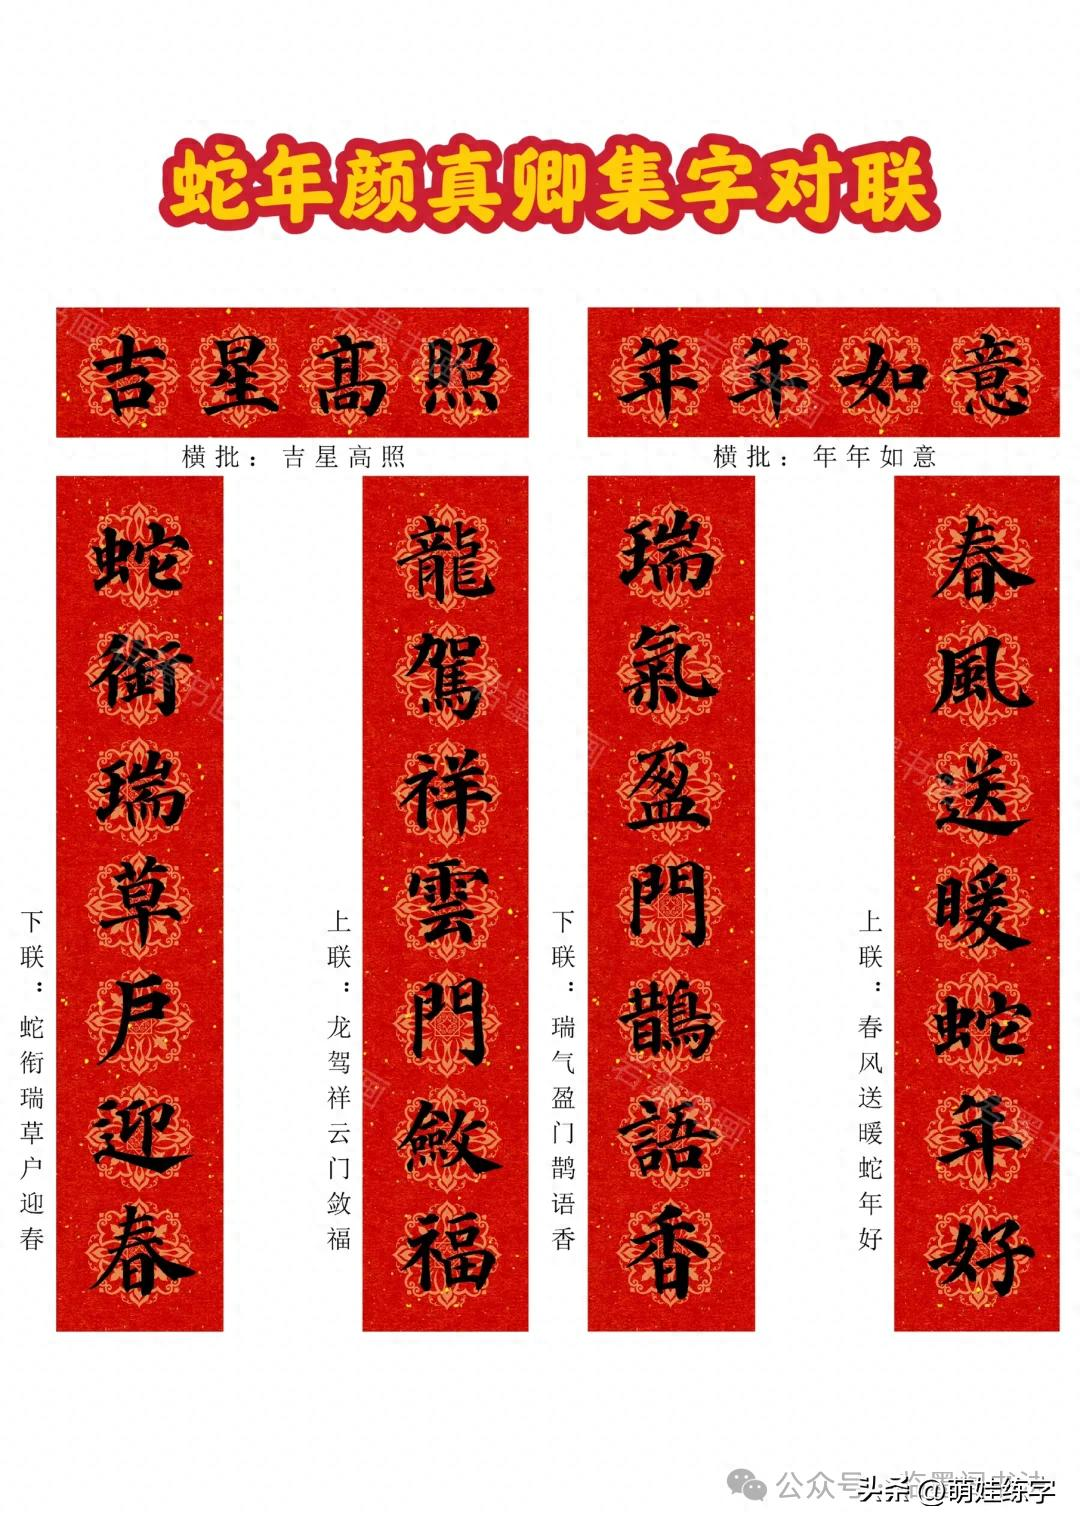 蛇年颜真卿集字对联
吉星高照
横批：吉星高照
龍駕祥雲門斂福
上联：龙驾祥云门敛福
蛇銜瑞草戶迎春
下联：蛇衔瑞草户迎春
年年如意
横批：年年如意
春風送暖蛇年好
上联：春风送暖蛇年好
瑞氣盈門鵲語香
下联：瑞气盈门鹊语香
公众号
头条 @萌娃练字